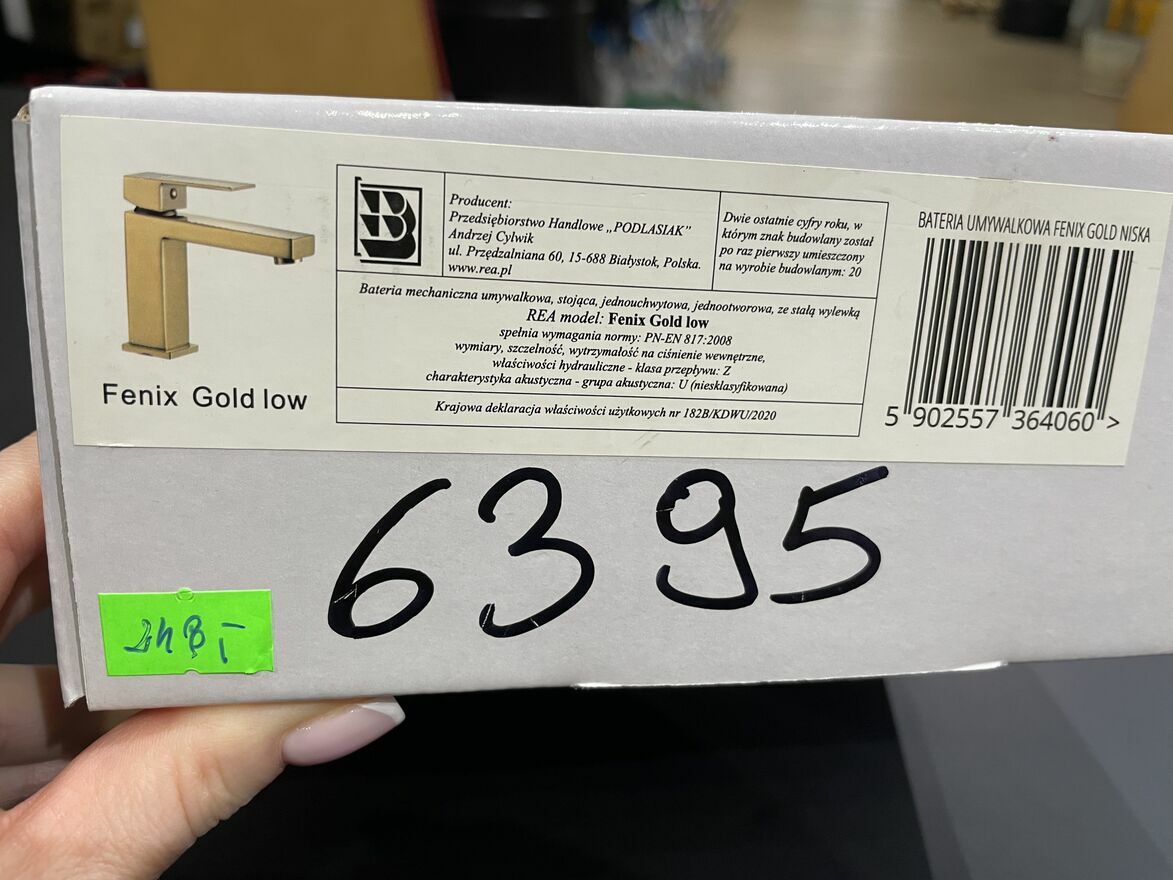 Fenix Gold low
B
Producent:
Przedsiębiorstwo Handlowe „PODLASIAK”
Andrzej Cylwik
ul. Przędzalniana 60, 15-688 Białystok, Polska.
www.rea.pl
Dwie ostatnie cyfry roku, w
którym znak budowlany został
po raz pierwszy umieszczony
na wyrobie budowlanym: 20
Bateria mechaniczna umywalkowa, stojąca, jednouchwytowa, jednootworowa, ze stałą wylewką
REA model: Fenix Gold low
spełnia wymagania normy: PN-EN 817:2008
wymiary, szczelność, wytrzymałość na ciśnienie wewnętrzne,
właściwości hydrauliczne - klasa przepływu: Z
charakterystyka akustyczna - grupa akustyczna: U (niesklasyfikowana)
Krajowa deklaracja właściwości użytkowych nr 182B/KDWU/2020
BATERIA UMYWALKOWA FENIX GOLD NISKA
5 902557 364060 >
6395
248,-